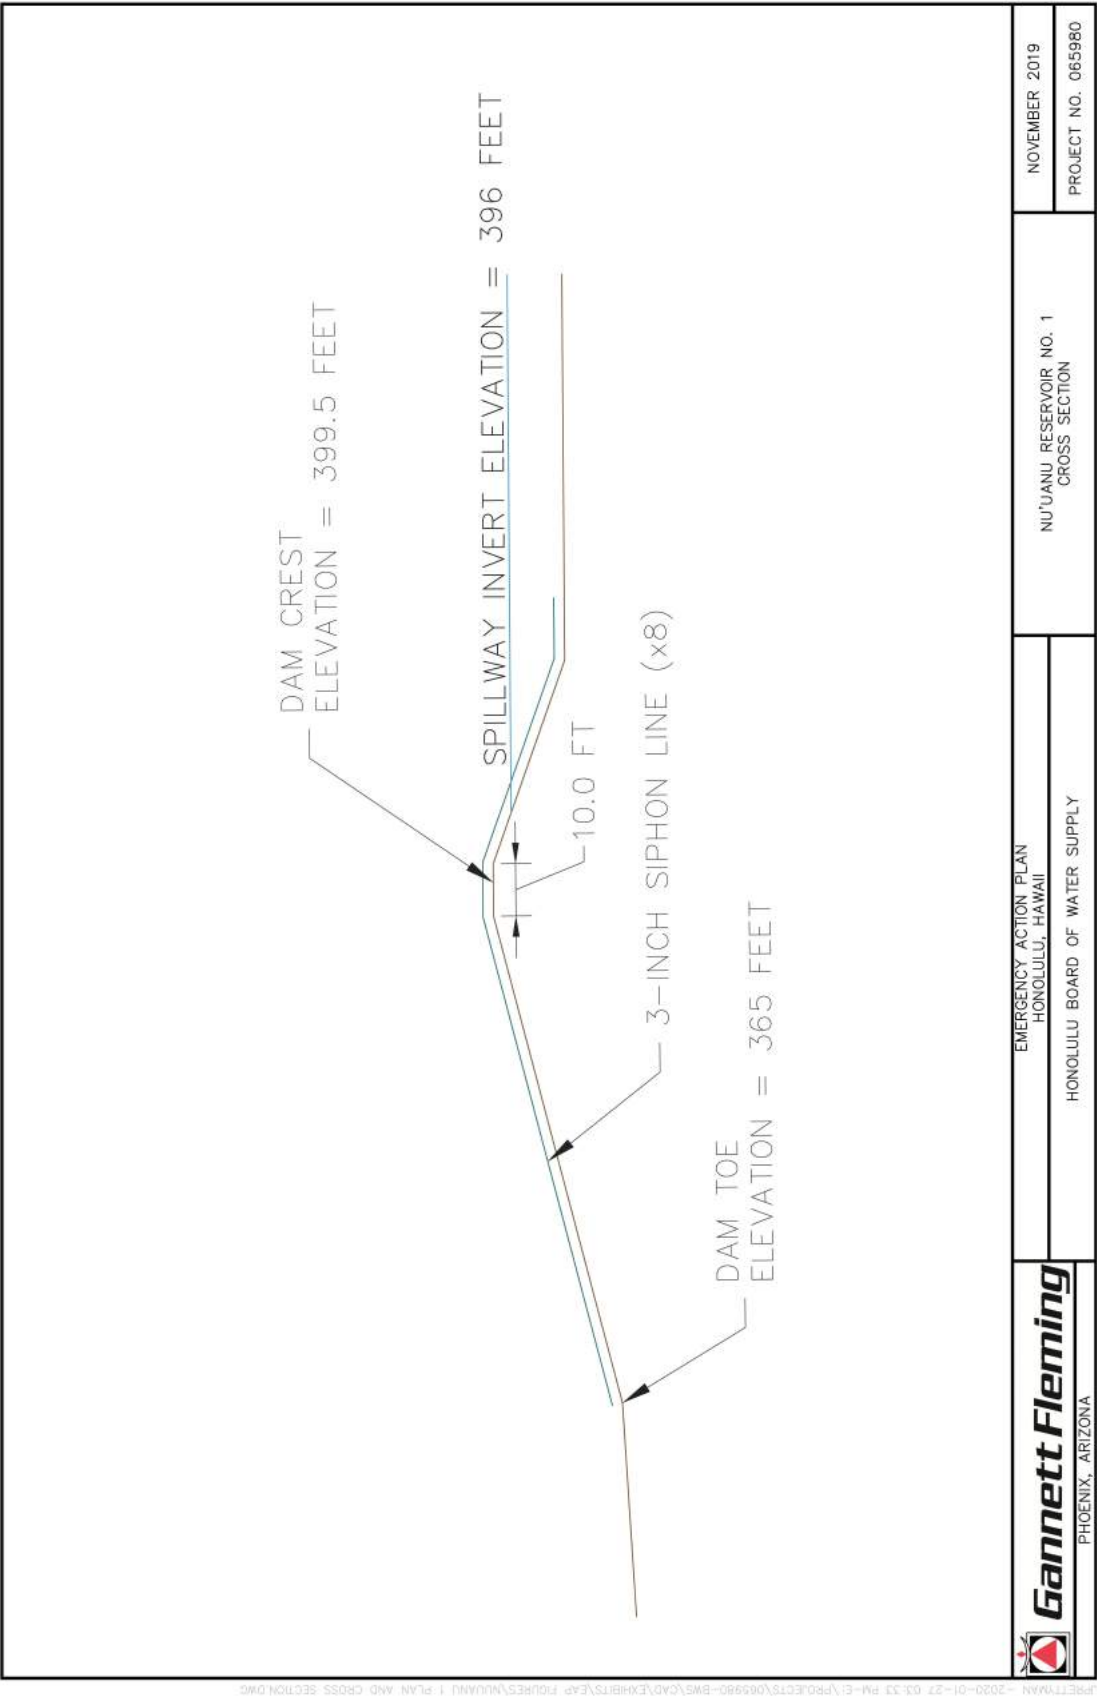 DAM CREST
ELEVATION = 399.5 FEET
SPILLWAY INVERT ELEVATION = 396 FEET
10.0 FT
3-INCH SIPHON LINE (x8)
DAM TOE
ELEVATION = 365 FEET
Gannett Fleming
PHOENIX, ARIZONA
EMERGENCY ACTION PLAN
HONOLULU, HAWAII
HONOLULU BOARD OF WATER SUPPLY
NU'UANU RESERVOIR NO. 1
CROSS SECTION
NOVEMBER 2019
PROJECT NO. 065980